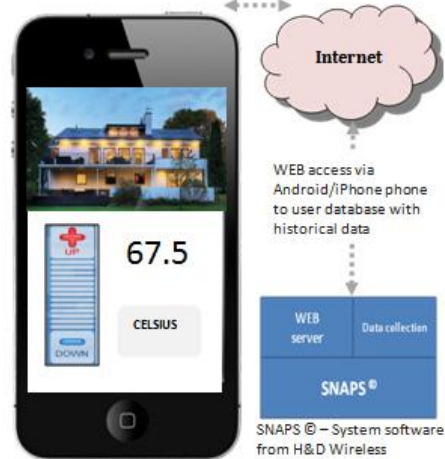 Internet
WEB access via
Android/iPhone phone
to user database with
historical data
UP
67.5
CELSIUS
DOWN
WEB
server
Data collection
SNAPS ©
SNAPS © – System software
from H&D Wireless